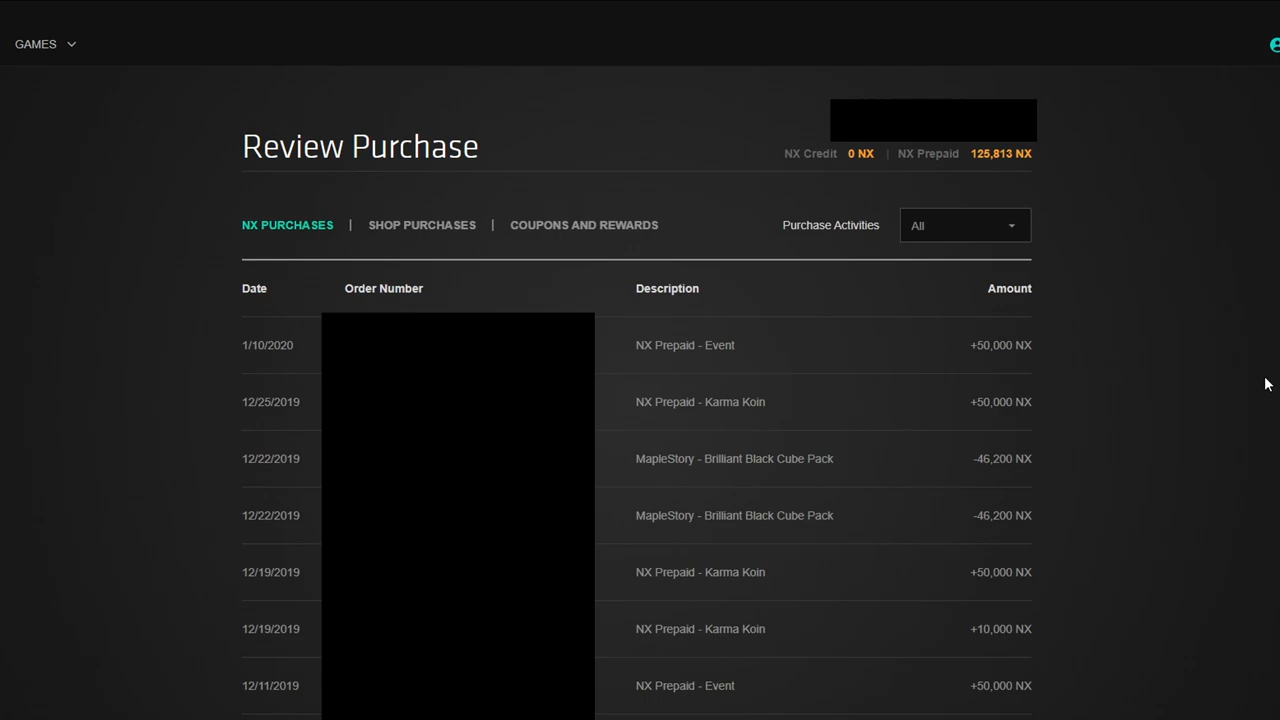 GAMES
Review Purchase
NX Credit 0 NX | NX Prepaid 125,813 NX
NX PURCHASES | SHOP PURCHASES | COUPONS AND REWARDS Purchase Activities All
Date Order Number Description Amount
1/10/2020 NX Prepaid - Event +50,000 NX
12/25/2019 NX Prepaid - Karma Koin +50,000 NX
12/22/2019 MapleStory - Brilliant Black Cube Pack -46,200 NX
12/22/2019 MapleStory - Brilliant Black Cube Pack -46,200 NX
12/19/2019 NX Prepaid - Karma Koin +50,000 NX
12/19/2019 NX Prepaid - Karma Koin +10,000 NX
12/11/2019 NX Prepaid - Event +50,000 NX